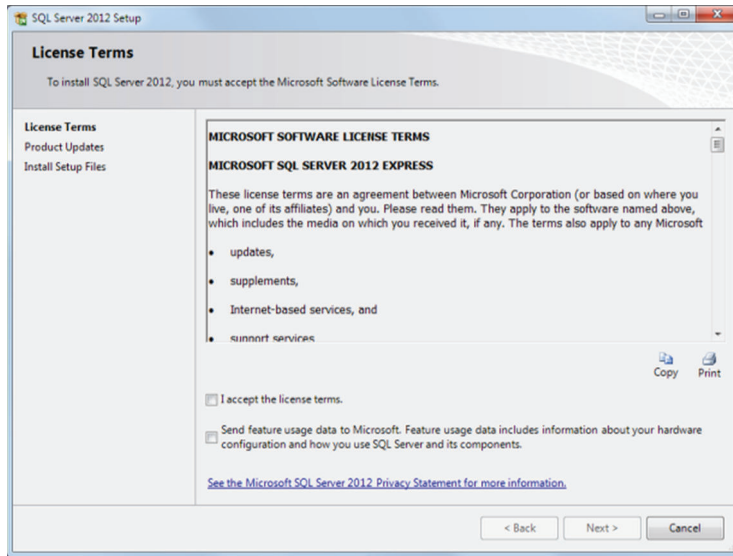 SQL Server 2012 Setup
License Terms
To install SQL Server 2012, you must accept the Microsoft Software License Terms.
License Terms
Product Updates
Install Setup Files
MICROSOFT SOFTWARE LICENSE TERMS
MICROSOFT SQL SERVER 2012 EXPRESS
These license terms are an agreement between Microsoft Corporation (or based on where you
live, one of its affiliates) and you. Please read them. They apply to the software named above,
which includes the media on which you received it, if any. The terms also apply to any Microsoft
• updates,
• supplements,
• Internet-based services, and
• support services
Copy Print
I accept the license terms.
Send feature usage data to Microsoft. Feature usage data includes information about your hardware
configuration and how you use SQL Server and its components.
See the Microsoft SQL Server 2012 Privacy Statement for more information.
< Back Next > Cancel